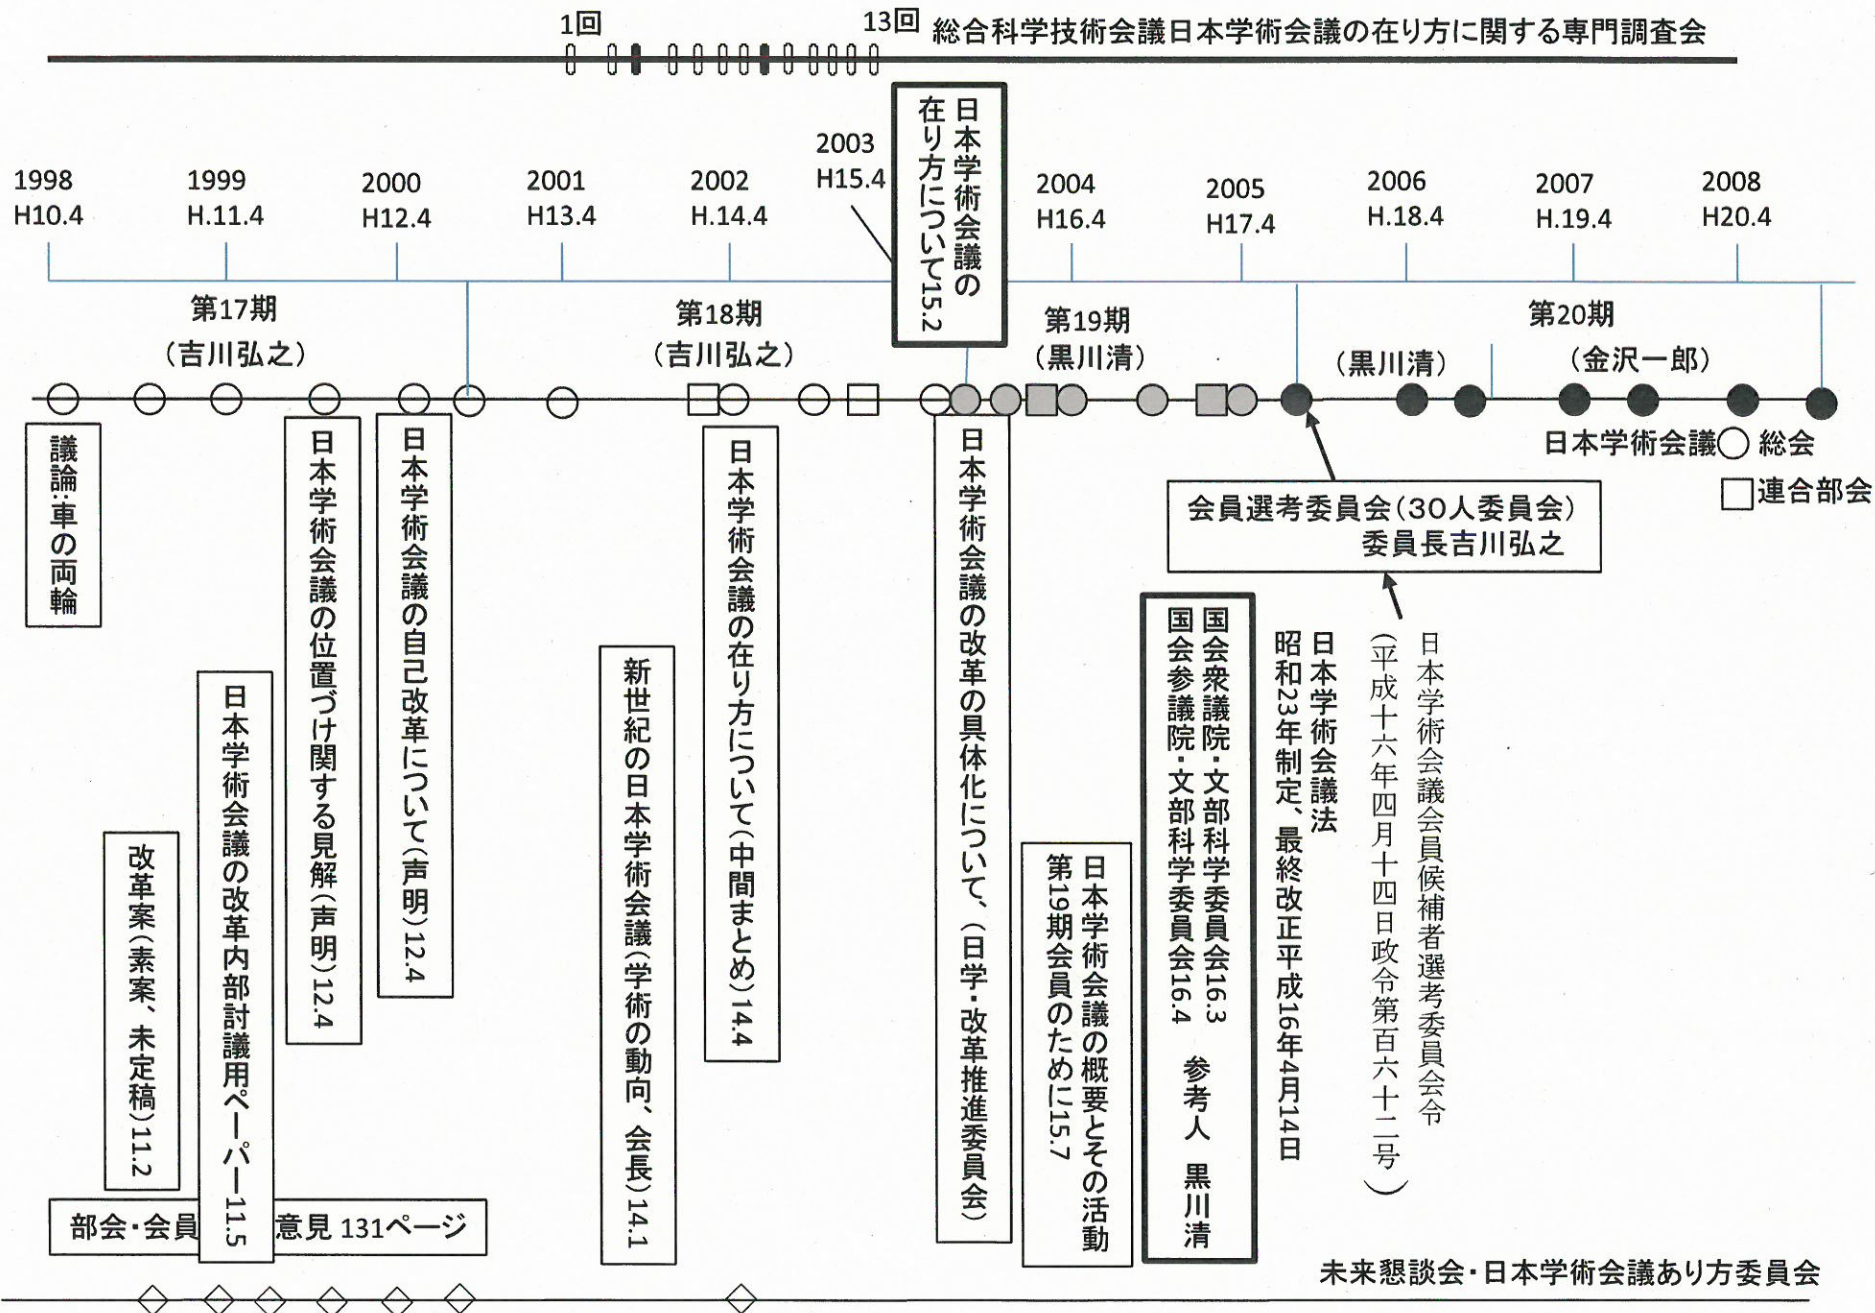 1回
13回
総合科学技術会議日本学術会議の在り方に関する専門調査会
日本学術会議の
在り方について15.2
1998
H10.4
1999
H.11.4
2000
H12.4
2001
H13.4
2002
H.14.4
2003
H15.4
2004
H16.4
2005
H17.4
2006
H.18.4
2007
H.19.4
2008
H20.4
第17期
(吉川弘之)
第18期
(吉川弘之)
第19期
(黒川清)
第20期
(黒川清)
(金沢一郎)
日本学術会議 総会
連合部会
議論:車の両輪
改革案(素案、未定稿)11.2
日本学術会議の改革内部討議用ペーパー11.5
日本学術会議の位置づけ関する見解(声明)12.4
日本学術会議の自己改革について(声明)12.4
新世紀の日本学術会議(学術の動向、会長)14.1
日本学術会議の在り方について(中間まとめ)14.4
日本学術会議の改革の具体化について、(日学・改革推進委員会)
日本学術会議の概要とその活動
第19期会員のために15.7
国会衆議院・文部科学委員会16.3
国会参議院・文部科学委員会16.4
参考人 黒川清
会員選考委員会(30人委員会)
委員長吉川弘之
日本学術会議法
昭和23年制定、最終改正平成16年4月14日
日本学術会議会員候補者選考委員会令
(平成十六年四月十四日政令第百六十二号)
部会・会員
意見 131ページ
未来懇談会・日本学術会議あり方委員会